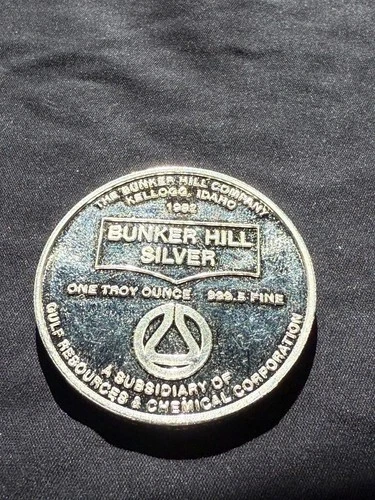 THE BUNKER HILL COMPANY
KELLOGG, IDAHO
1982
BUNKER HILL
SILVER
ONE TROY OUNCE 999.5 FINE
A SUBSIDIARY OF
GULF RESOURCES & CHEMICAL CORPORATION